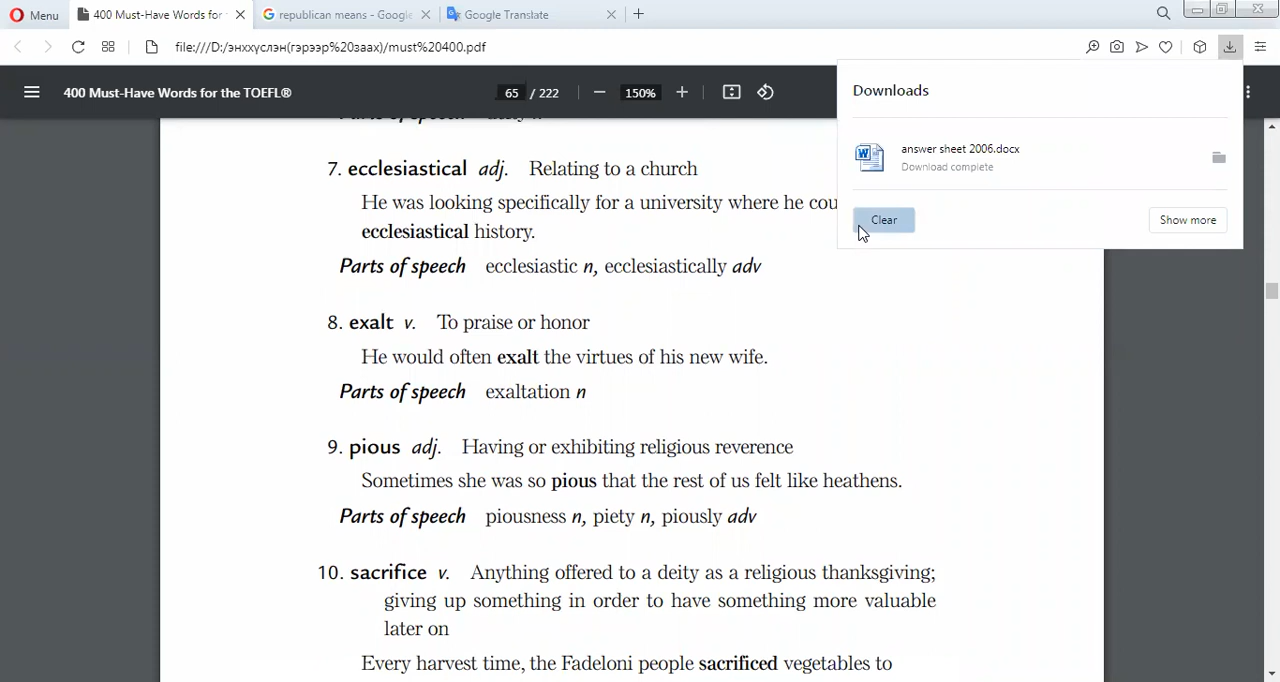 Menu
400 Must-Have Words for
republican means - Google
Google Translate
file:///D:/энххүслэн(гэрээр%20заах)/must%20400.pdf
400 Must-Have Words for the TOEFL®
65 / 222
150%
Downloads
answer sheet 2006.docx
Download complete
Clear
Show more
Parts of speech
7. ecclesiastical adj. Relating to a church
He was looking specifically for a university where he cou
ecclesiastical history.
Parts of speech ecclesiastic n, ecclesiastically adv
8. exalt v. To praise or honor
He would often exalt the virtues of his new wife.
Parts of speech exaltation n
9. pious adj. Having or exhibiting religious reverence
Sometimes she was so pious that the rest of us felt like heathens.
Parts of speech piousness n, piety n, piously adv
10. sacrifice v. Anything offered to a deity as a religious thanksgiving;
giving up something in order to have something more valuable
later on
Every harvest time, the Fadeloni people sacrificed vegetables to